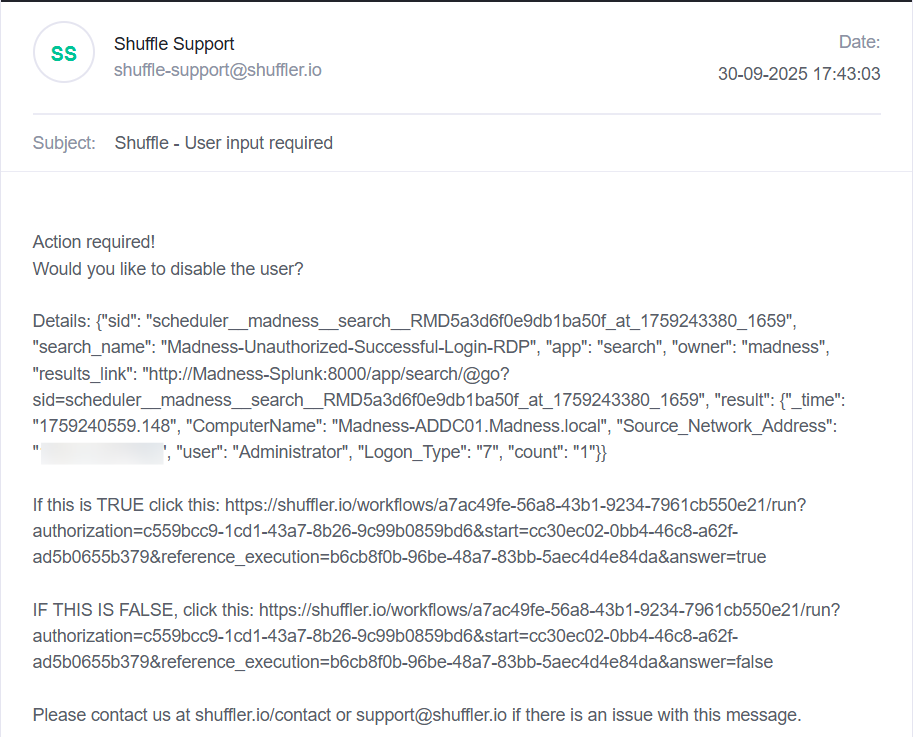 SS
Shuffle Support
shuffle-support@shuffler.io
Date:
30-09-2025 17:43:03
Subject: Shuffle - User input required
Action required!
Would you like to disable the user?
Details: {"sid": "scheduler__madness__search__RMD5a3d6f0e9db1ba50f_at_1759243380_1659",
"search_name": "Madness-Unauthorized-Successful-Login-RDP", "app": "search", "owner": "madness",
"results_link": "http://Madness-Splunk:8000/app/search/@go?
sid=scheduler__madness__search__RMD5a3d6f0e9db1ba50f_at_1759243380_1659", "result": {"_time":
"1759240559.148", "ComputerName": "Madness-ADDC01.Madness.local", "Source_Network_Address":
"", "user": "Administrator", "Logon_Type": "7", "count": "1"}}
If this is TRUE click this: https://shuffler.io/workflows/a7ac49fe-56a8-43b1-9234-7961cb550e21/run?
authorization=c559bcc9-1cd1-43a7-8b26-9c99b0859bd6&start=cc30ec02-0bb4-46c8-a62f-
ad5b0655b379&reference_execution=b6cb8f0b-96be-48a7-83bb-5aec4d4e84da&answer=true
IF THIS IS FALSE, click this: https://shuffler.io/workflows/a7ac49fe-56a8-43b1-9234-7961cb550e21/run?
authorization=c559bcc9-1cd1-43a7-8b26-9c99b0859bd6&start=cc30ec02-0bb4-46c8-a62f-
ad5b0655b379&reference_execution=b6cb8f0b-96be-48a7-83bb-5aec4d4e84da&answer=false
Please contact us at shuffler.io/contact or support@shuffler.io if there is an issue with this message.